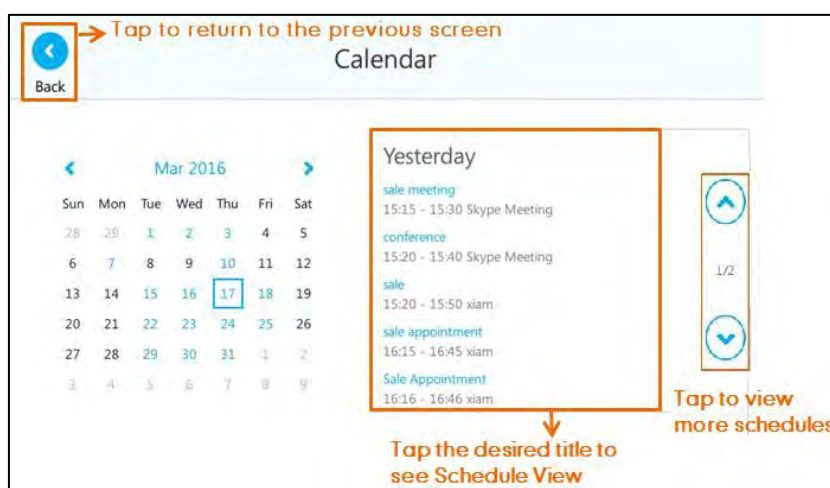 Tap to return to the previous screen
Back
Calendar
Mar 2016
Sun Mon Tue Wed Thu Fri Sat
28 29 1 2 3 4 5
6 7 8 9 10 11 12
13 14 15 16 17 18 19
20 21 22 23 24 25 26
27 28 29 30 31 1 2
3 4 5 6 7 8 9
Yesterday
sale meeting
15:15 - 15:30 Skype Meeting
conference
15:20 - 15:40 Skype Meeting
sale
15:20 - 15:50 xiam
sale appointment
16:15 - 16:45 xiam
Sale Appointment
16:16 - 16:46 xiam
1/2
Tap to view
more schedules
Tap the desired title to
see Schedule View